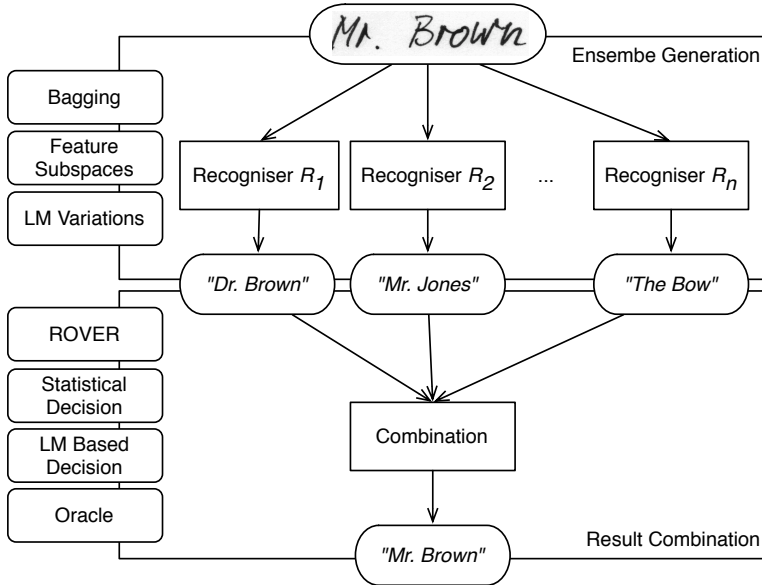 Mr. Brown
Ensembe Generation
Bagging
Feature
Subspaces
LM Variations
Recogniser R1
Recogniser R2
...
Recogniser Rn
"Dr. Brown"
"Mr. Jones"
"The Bow"
ROVER
Statistical
Decision
LM Based
Decision
Oracle
Combination
Result Combination
"Mr. Brown"